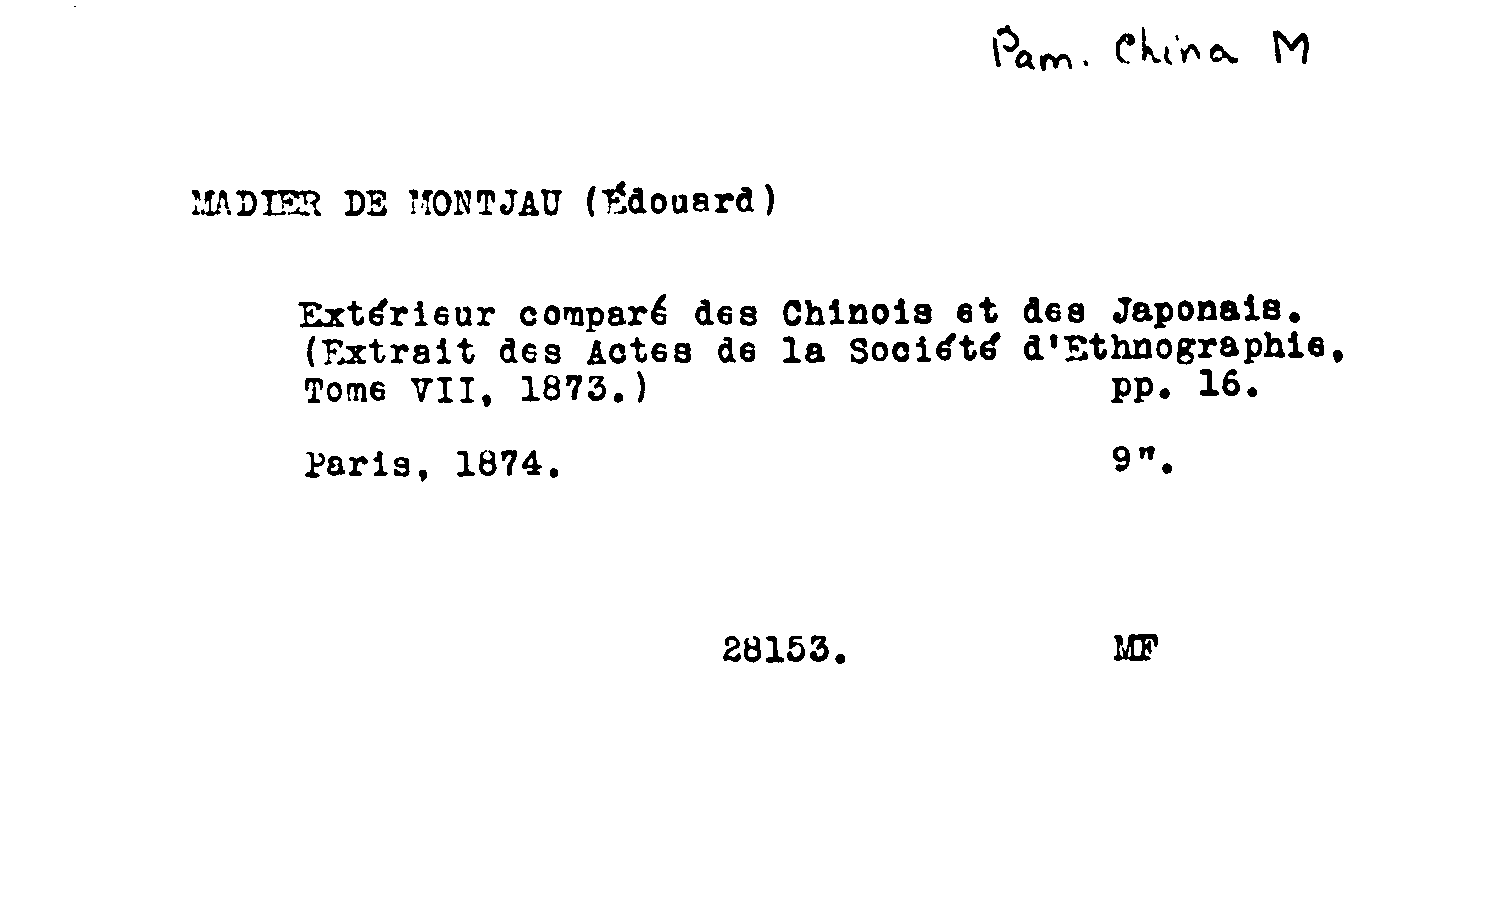 Pam. China M
MADIER DE MONTJAU (Édouard)
Extérieur comparé des Chinois et des Japonais.
(Extrait des Actes de la Société d'Ethnographie,
Tome VII, 1873.) pp. 16.
Paris, 1874. 9".
28153. MF